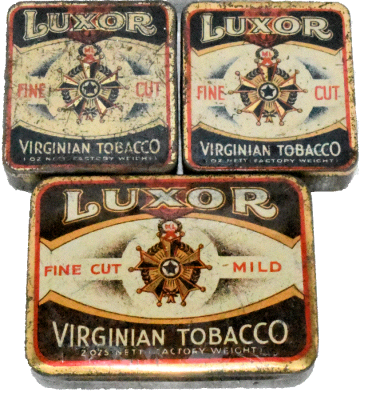 LUXOR
FINE CUT
VIRGINIAN TOBACCO
1 OZ NETT (FACTORY WEIGHT)
LUXOR
FINE CUT
VIRGINIAN TOBACCO
1 OZ NETT (FACTORY WEIGHT)
LUXOR
FINE CUT - MILD
VIRGINIAN TOBACCO
2 OZS NETT (FACTORY WEIGHT)